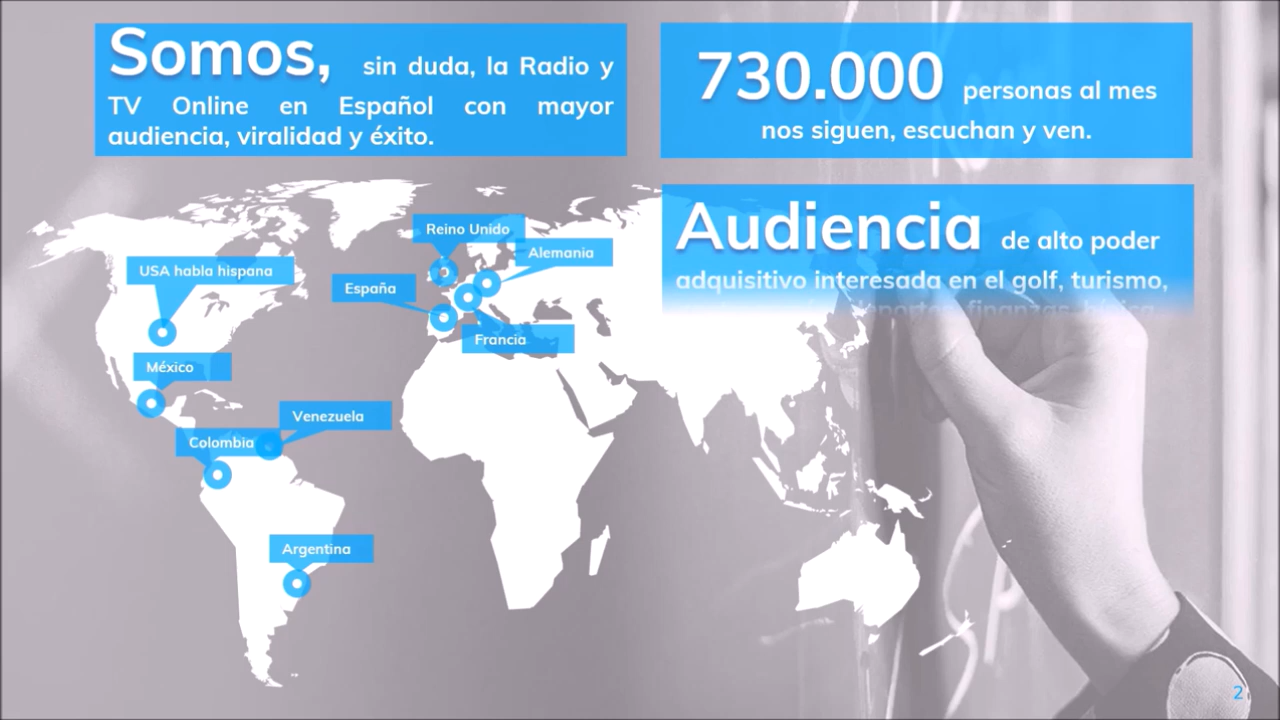 Somos, sin duda, la Radio y
TV Online en Español con mayor
audiencia, viralidad y éxito.
730.000 personas al mes
nos siguen, escuchan y ven.
Audiencia de alto poder
adquisitivo interesada en el golf, turismo,
finanzas
Reino Unido
Alemania
USA habla hispana
España
Francia
México
Venezuela
Colombia
Argentina
2